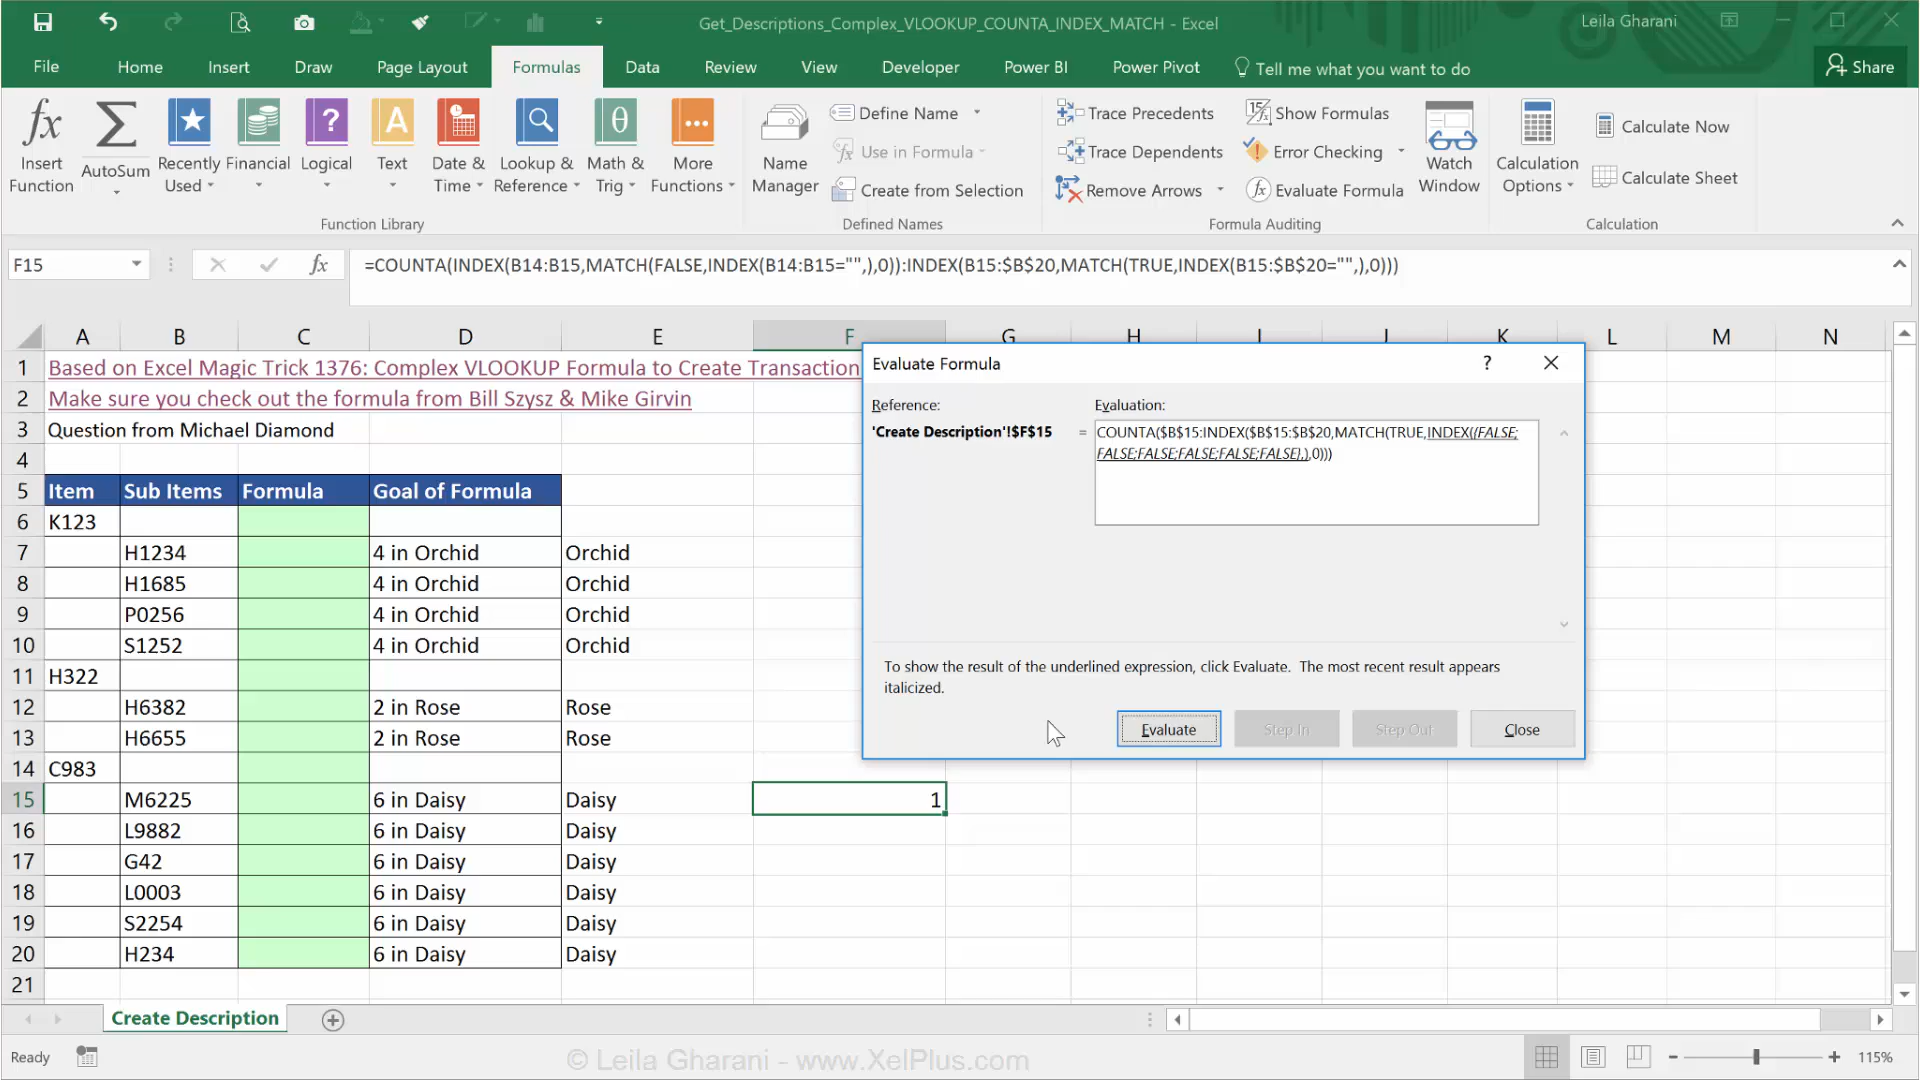 Get_Descriptions_Complex_VLOOKUP_COUNTA_INDEX_MATCH - Excel
Leila Gharani
File Home Insert Draw Page Layout Formulas Data Review View Developer Power BI Power Pivot Tell me what you want to do Share
Insert Function
AutoSum
Recently Used
Financial
Logical
Text
Date & Time
Lookup & Reference
Math & Trig
More Functions
Function Library
Name Manager
Define Name
Use in Formula
Create from Selection
Defined Names
Trace Precedents
Trace Dependents
Remove Arrows
Show Formulas
Error Checking
Evaluate Formula
Formula Auditing
Watch Window
Calculation Options
Calculate Now
Calculate Sheet
Calculation
F15
fx
=COUNTA(INDEX(B14:B15,MATCH(FALSE,INDEX(B14:B15="",),0)):INDEX(B15:$B$20,MATCH(TRUE,INDEX(B15:$B$20="",),0)))
A B C D E F G H I J K L M N
1 Based on Excel Magic Trick 1376: Complex VLOOKUP Formula to Create Transaction
2 Make sure you check out the formula from Bill Szysz & Mike Girvin
3 Question from Michael Diamond
4
5 Item Sub Items Formula Goal of Formula
6 K123
7 H1234 4 in Orchid Orchid
8 H1685 4 in Orchid Orchid
9 P0256 4 in Orchid Orchid
10 S1252 4 in Orchid Orchid
11 H322
12 H6382 2 in Rose Rose
13 H6655 2 in Rose Rose
14 C983
15 M6225 6 in Daisy Daisy 1
16 L9882 6 in Daisy Daisy
17 G42 6 in Daisy Daisy
18 L0003 6 in Daisy Daisy
19 S2254 6 in Daisy Daisy
20 H234 6 in Daisy Daisy
21
Evaluate Formula
?
Reference:
Evaluation:
'Create Description'!$F$15 = COUNTA($B$15:INDEX($B$15:$B$20,MATCH(TRUE,INDEX({FALSE;
FALSE;FALSE;FALSE;FALSE;FALSE},),0)))
To show the result of the underlined expression, click Evaluate. The most recent result appears
italicized.
Evaluate Step In Step Out Close
Create Description
Ready
© Leila Gharani - www.XelPlus.com
115%